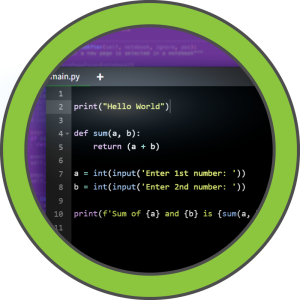 main.py +
1
2 print("Hello World")
3
4 def sum(a, b):
5 return (a + b)
6
7 a = int(input('Enter 1st number: '))
8 b = int(input('Enter 2nd number: '))
9
10 print(f'Sum of {a} and {b} is {sum(a,
11